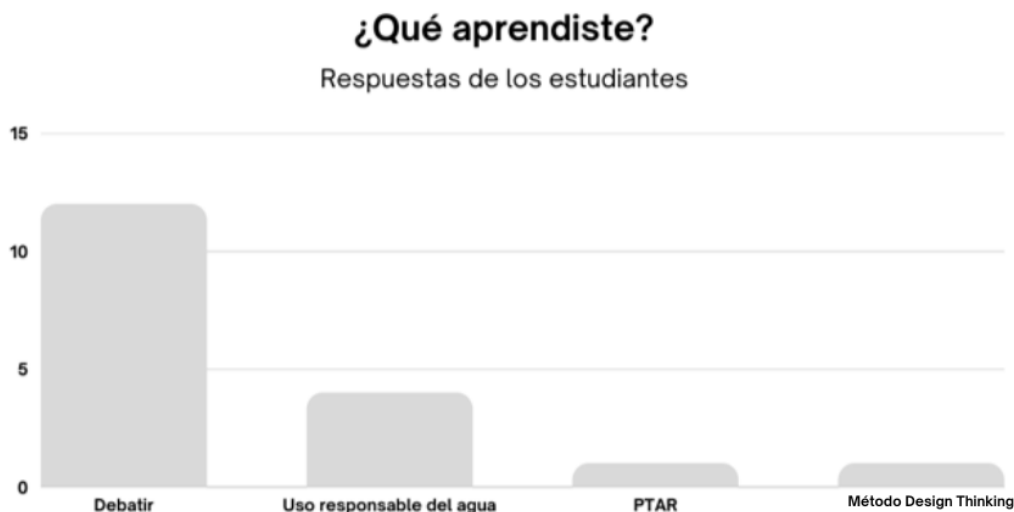 ¿Qué aprendiste?
Respuestas de los estudiantes
15
10
5
0
Debatir
Uso responsable del agua
PTAR
Método Design Thinking